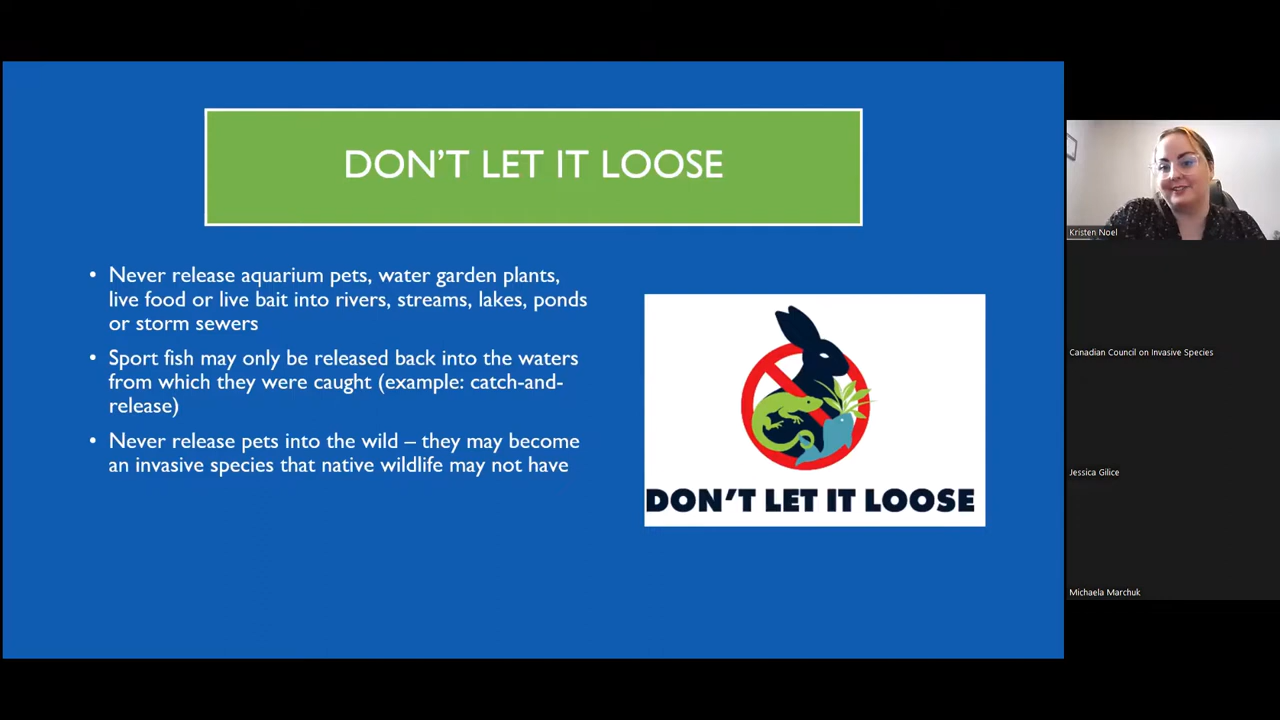 DON'T LET IT LOOSE
• Never release aquarium pets, water garden plants,
live food or live bait into rivers, streams, lakes, ponds
or storm sewers
• Sport fish may only be released back into the waters
from which they were caught (example: catch-and-
release)
• Never release pets into the wild – they may become
an invasive species that native wildlife may not have
DON'T LET IT LOOSE
Kristen Noel
Canadian Council on Invasive Species
Jessica Gilice
Michaela Marchuk